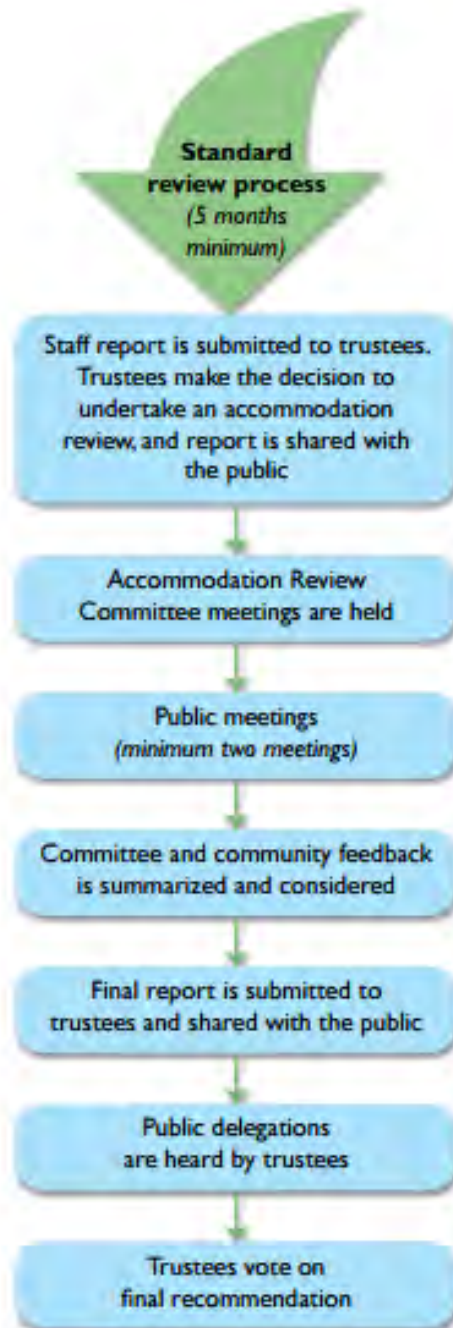 Standard
review process
(5 months
minimum)
Staff report is submitted to trustees.
Trustees make the decision to
undertake an accommodation
review, and report is shared with
the public
Accommodation Review
Committee meetings are held
Public meetings
(minimum two meetings)
Committee and community feedback
is summarized and considered
Final report is submitted to
trustees and shared with the public
Public delegations
are heard by trustees
Trustees vote on
final recommendation